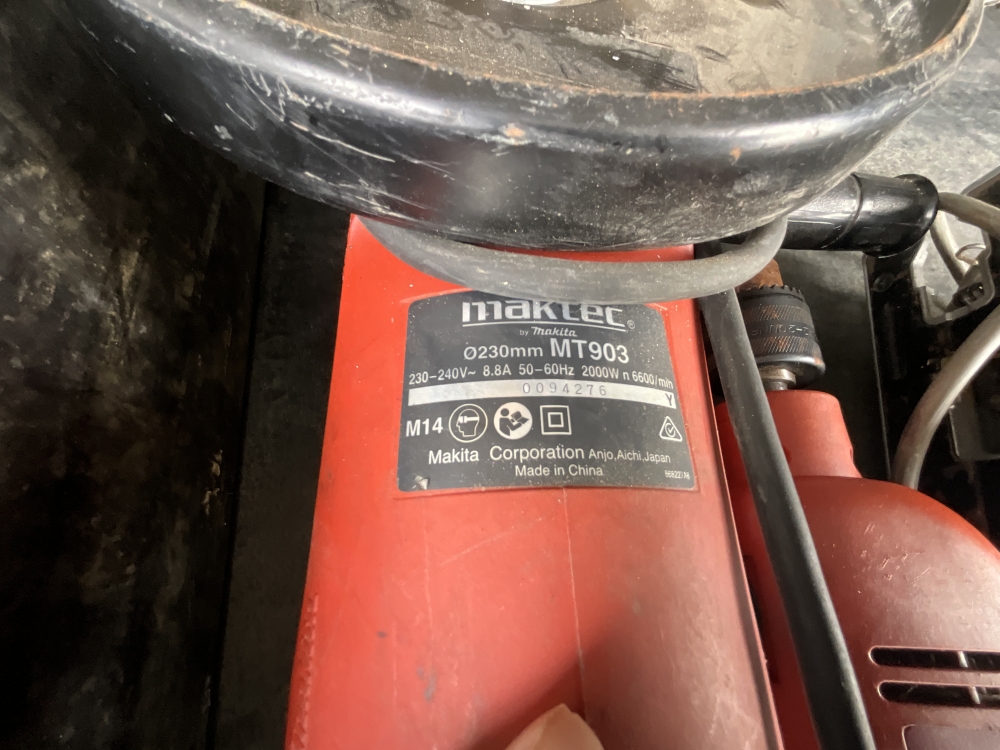 maktec®
by makita
Ø230mm MT903
230-240V~ 8.8A 50-60Hz 2000W n 6600/min
0094276 Y
M14
Makita Corporation Anjo,Aichi,Japan
Made in China